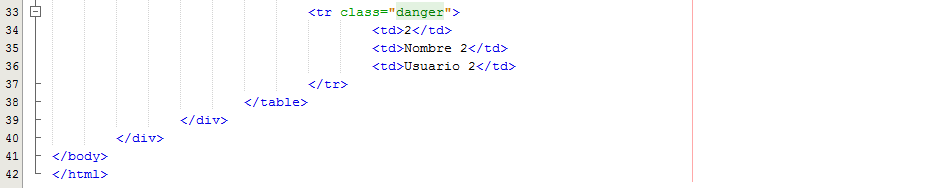 33 <tr class="danger">
34 <td>2</td>
35 <td>Nombre 2</td>
36 <td>Usuario 2</td>
37 </tr>
38 </table>
39 </div>
40 </div>
41 </body>
42 </html>